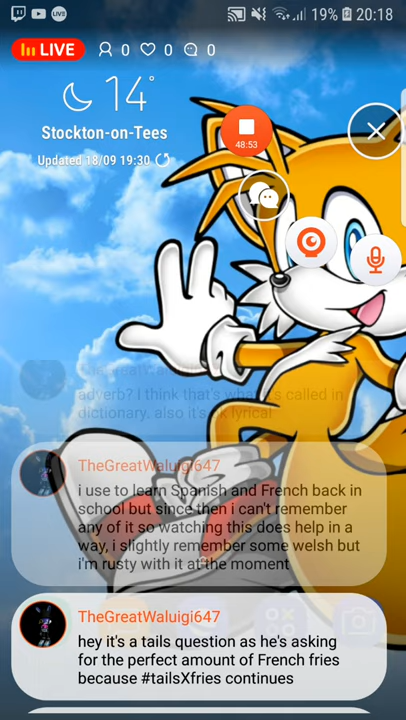 LIVE
19% 20:18
LIVE 0 0 0
14°
Stockton-on-Tees
Updated 18/09 19:30
48:53
TheGreatWaluigi647
adverb? I think that's what it's called in
dictionary. also it's ok lyrical
TheGreatWaluigi647
i use to learn Spanish and French back in
school but since then i can't remember
any of it so watching this does help in a
way, i slightly remember some welsh but
i'm rusty with it at the moment
TheGreatWaluigi647
hey it's a tails question as he's asking
for the perfect amount of French fries
because #tailsXfries continues